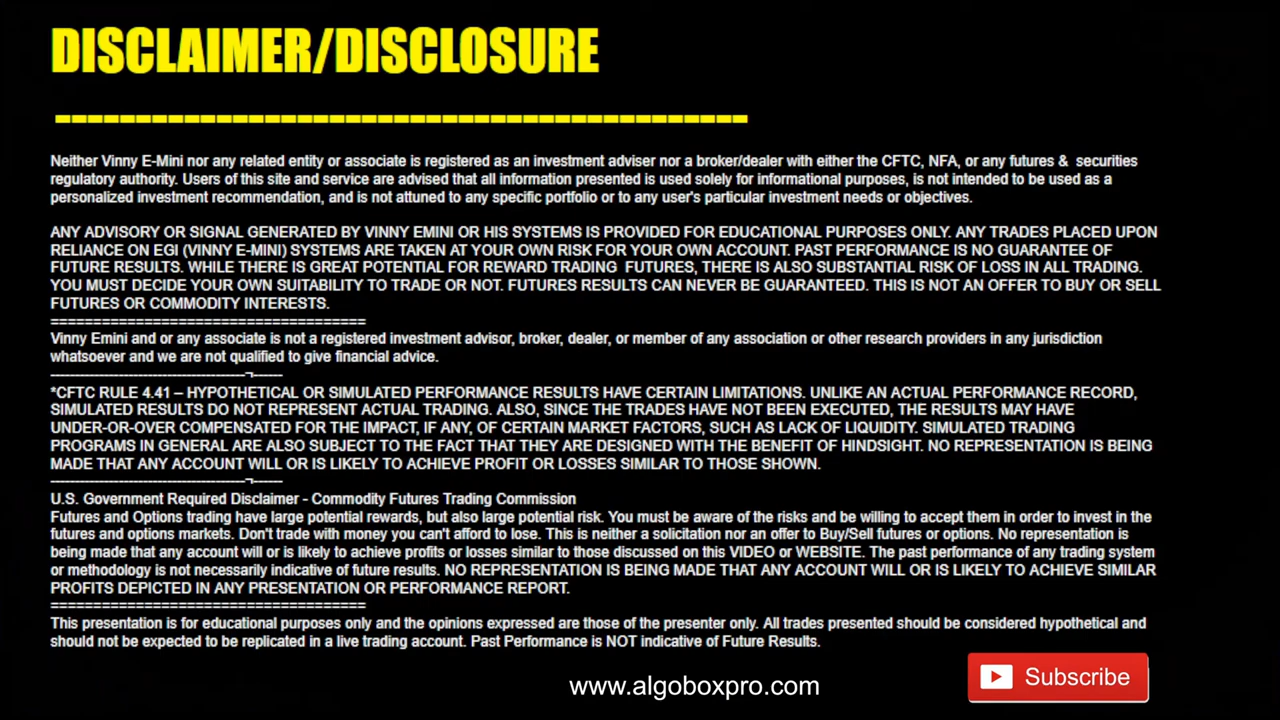 DISCLAIMER/DISCLOSURE
-------------------------------------------
Neither Vinny E-Mini nor any related entity or associate is registered as an investment adviser nor a broker/dealer with either the CFTC, NFA, or any futures & securities
regulatory authority. Users of this site and service are advised that all information presented is used solely for informational purposes, is not intended to be used as a
personalized investment recommendation, and is not attuned to any specific portfolio or to any user's particular investment needs or objectives.
ANY ADVISORY OR SIGNAL GENERATED BY VINNY EMINI OR HIS SYSTEMS IS PROVIDED FOR EDUCATIONAL PURPOSES ONLY. ANY TRADES PLACED UPON
RELIANCE ON EGI (VINNY E-MINI) SYSTEMS ARE TAKEN AT YOUR OWN RISK FOR YOUR OWN ACCOUNT. PAST PERFORMANCE IS NO GUARANTEE OF
FUTURE RESULTS. WHILE THERE IS GREAT POTENTIAL FOR REWARD TRADING FUTURES, THERE IS ALSO SUBSTANTIAL RISK OF LOSS IN ALL TRADING.
YOU MUST DECIDE YOUR OWN SUITABILITY TO TRADE OR NOT. FUTURES RESULTS CAN NEVER BE GUARANTEED. THIS IS NOT AN OFFER TO BUY OR SELL
FUTURES OR COMMODITY INTERESTS.
=====================================
Vinny Emini and or any associate is not a registered investment advisor, broker, dealer, or member of any association or other research providers in any jurisdiction
whatsoever and we are not qualified to give financial advice.
---------------------------------------¬------
*CFTC RULE 4.41 – HYPOTHETICAL OR SIMULATED PERFORMANCE RESULTS HAVE CERTAIN LIMITATIONS. UNLIKE AN ACTUAL PERFORMANCE RECORD,
SIMULATED RESULTS DO NOT REPRESENT ACTUAL TRADING. ALSO, SINCE THE TRADES HAVE NOT BEEN EXECUTED, THE RESULTS MAY HAVE
UNDER-OR-OVER COMPENSATED FOR THE IMPACT, IF ANY, OF CERTAIN MARKET FACTORS, SUCH AS LACK OF LIQUIDITY. SIMULATED TRADING
PROGRAMS IN GENERAL ARE ALSO SUBJECT TO THE FACT THAT THEY ARE DESIGNED WITH THE BENEFIT OF HINDSIGHT. NO REPRESENTATION IS BEING
MADE THAT ANY ACCOUNT WILL OR IS LIKELY TO ACHIEVE PROFIT OR LOSSES SIMILAR TO THOSE SHOWN.
---------------------------------------¬------
U.S. Government Required Disclaimer - Commodity Futures Trading Commission
Futures and Options trading have large potential rewards, but also large potential risk. You must be aware of the risks and be willing to accept them in order to invest in the
futures and options markets. Don't trade with money you can't afford to lose. This is neither a solicitation nor an offer to Buy/Sell futures or options. No representation is
being made that any account will or is likely to achieve profits or losses similar to those discussed on this VIDEO or WEBSITE. The past performance of any trading system
or methodology is not necessarily indicative of future results. NO REPRESENTATION IS BEING MADE THAT ANY ACCOUNT WILL OR IS LIKELY TO ACHIEVE SIMILAR
PROFITS DEPICTED IN ANY PRESENTATION OR PERFORMANCE REPORT.
=====================================
This presentation is for educational purposes only and the opinions expressed are those of the presenter only. All trades presented should be considered hypothetical and
should not be expected to be replicated in a live trading account. Past Performance is NOT indicative of Future Results.
www.algoboxpro.com
Subscribe